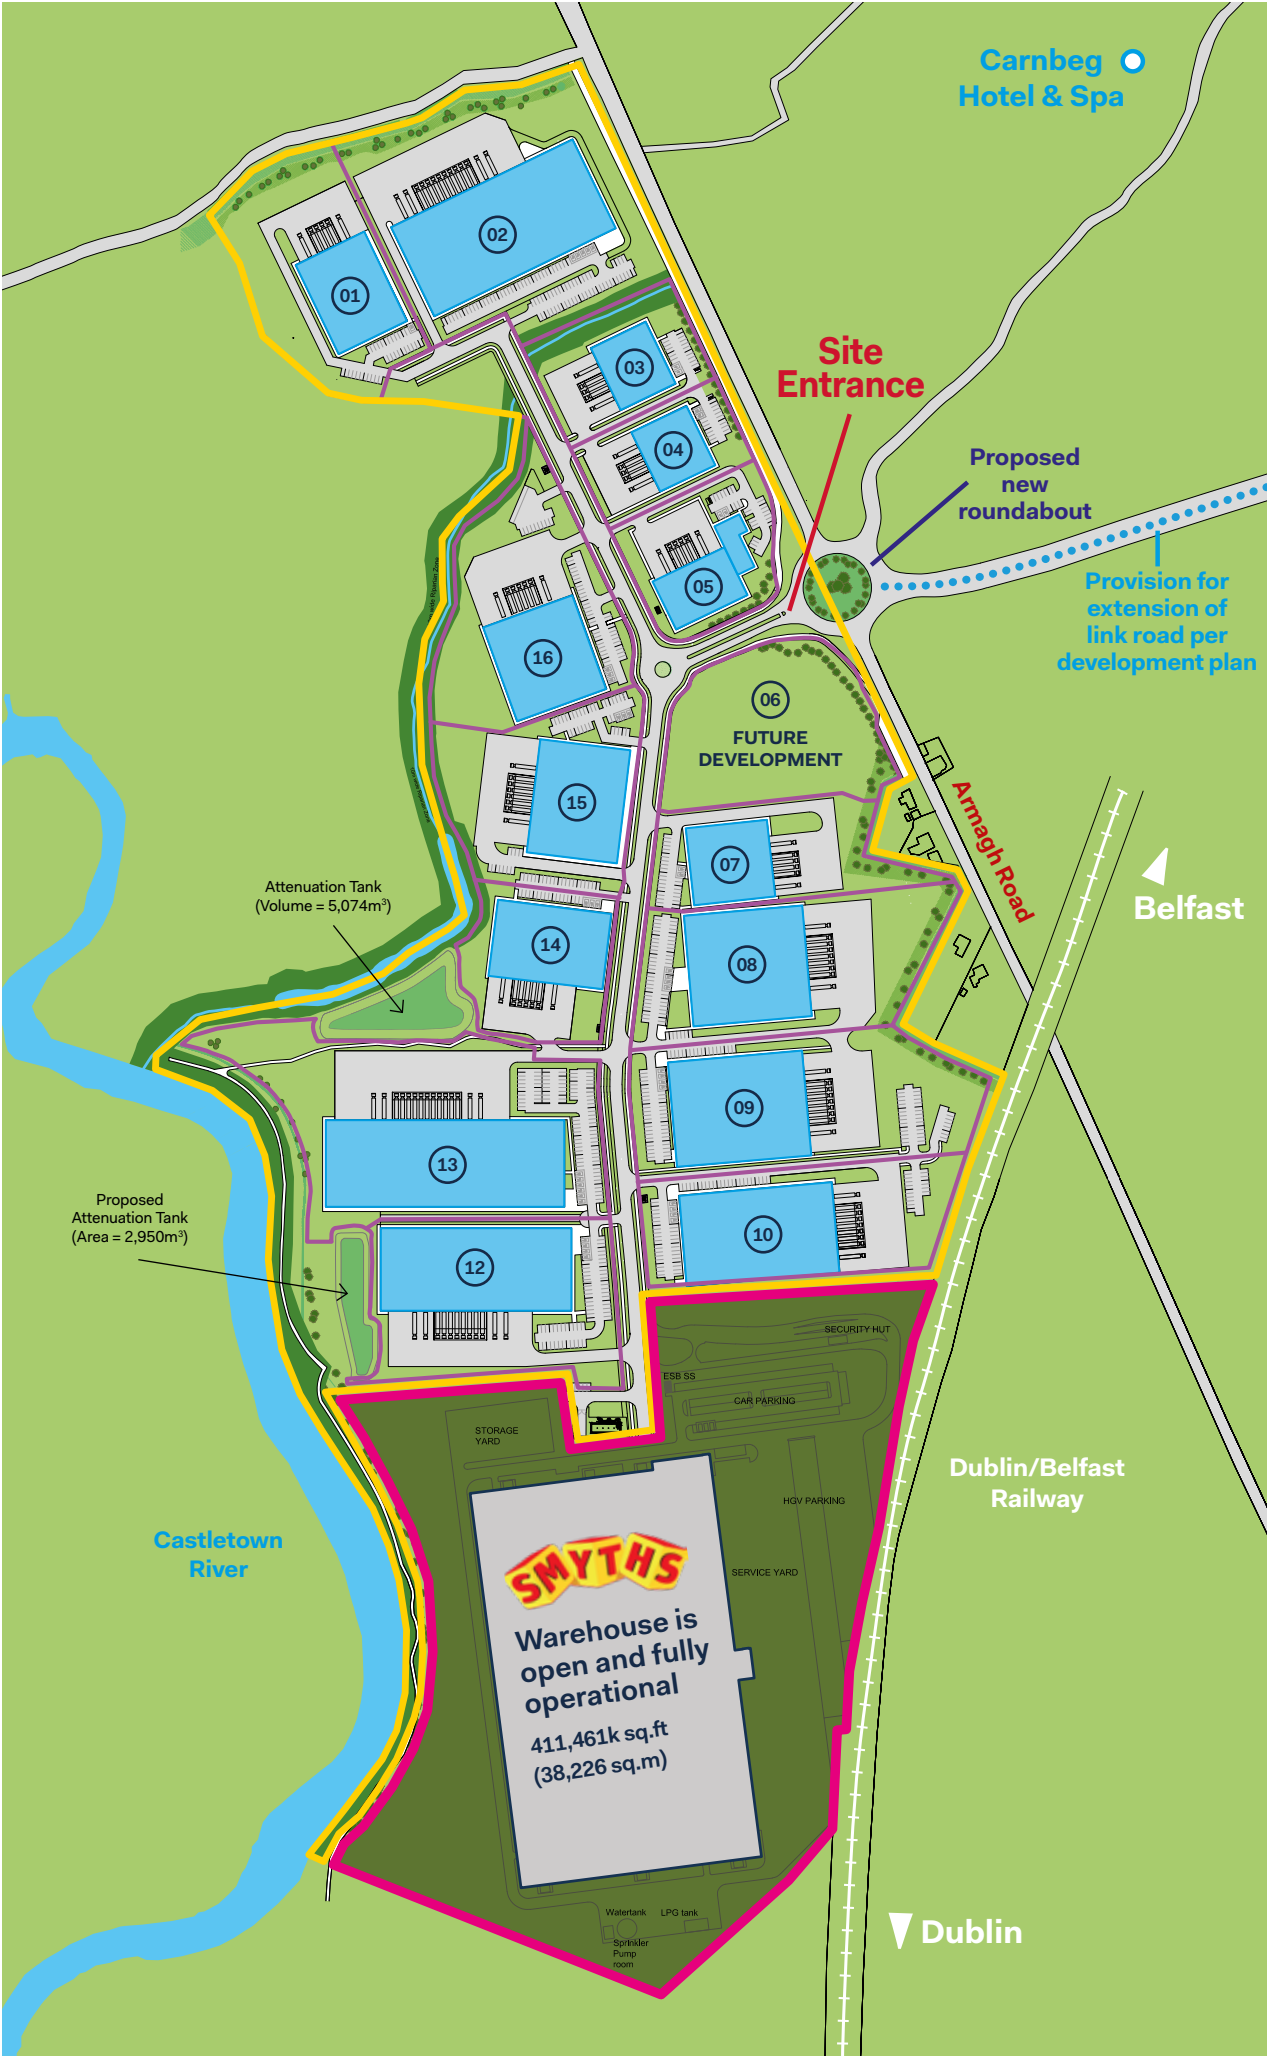 Carnbeg
Hotel & Spa
02
01
03
Site
Entrance
04
Proposed
new
roundabout
05
Provision for
extension of
link road per
development plan
16
06
FUTURE
DEVELOPMENT
15
Armagh Road
07
Attenuation Tank
(Volume = 5,074m³)
Belfast
14
08
09
13
Proposed
Attenuation Tank
(Area = 2,950m³)
10
12
SECURITY HUT
ESB SS
CAR PARKING
STORAGE
YARD
Dublin/Belfast
Railway
HGV PARKING
Castletown
River
SMYTHS
SERVICE YARD
Warehouse is
open and fully
operational
411,461k sq.ft
(38,226 sq.m)
Watertank
LPG tank
Dublin
Sprinkler
Pump
room